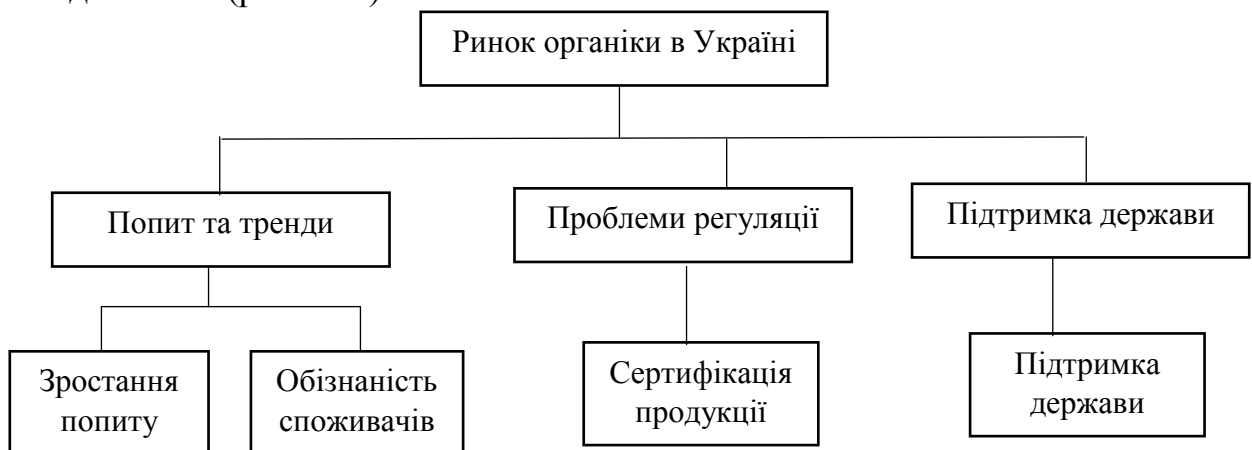 Ринок органіки в Україні
Попит та тренди
Проблеми регуляції
Підтримка держави
Зростання
попиту
Обізнаність
споживачів
Сертифікація
продукції
Підтримка
держави